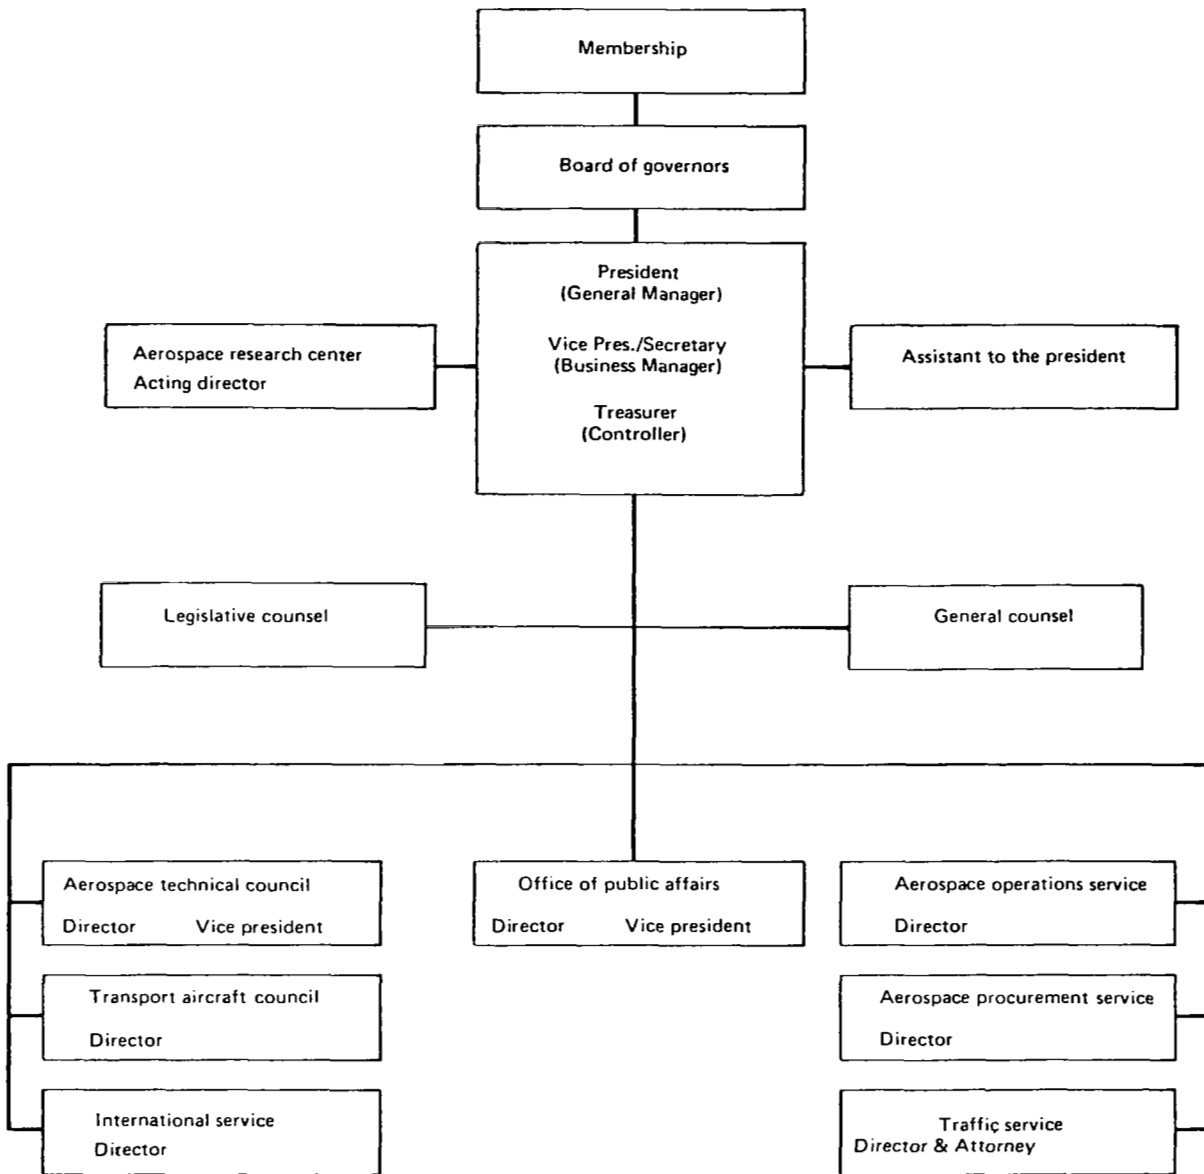 Membership
Board of governors
President
(General Manager)
Vice Pres./Secretary
(Business Manager)
Treasurer
(Controller)
Aerospace research center
Acting director
Assistant to the president
Legislative counsel
General counsel
Aerospace technical council
Director Vice president
Office of public affairs
Director Vice president
Aerospace operations service
Director
Transport aircraft council
Director
Aerospace procurement service
Director
International service
Director
Traffic service
Director & Attorney